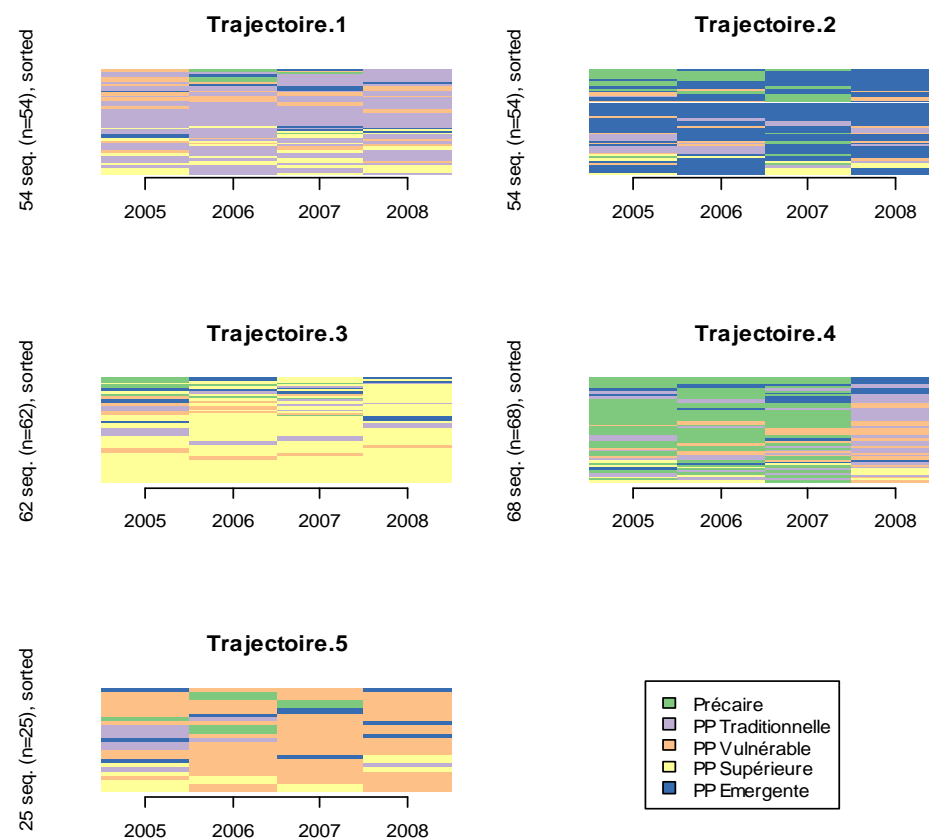 Trajectoire.1
54 seq. (n=54), sorted
2005 2006 2007 2008
Trajectoire.2
54 seq. (n=54), sorted
2005 2006 2007 2008
Trajectoire.3
62 seq. (n=62), sorted
2005 2006 2007 2008
Trajectoire.4
68 seq. (n=68), sorted
2005 2006 2007 2008
Trajectoire.5
25 seq. (n=25), sorted
2005 2006 2007 2008
Précaire
PP Traditionnelle
PP Vulnérable
PP Supérieure
PP Emergente